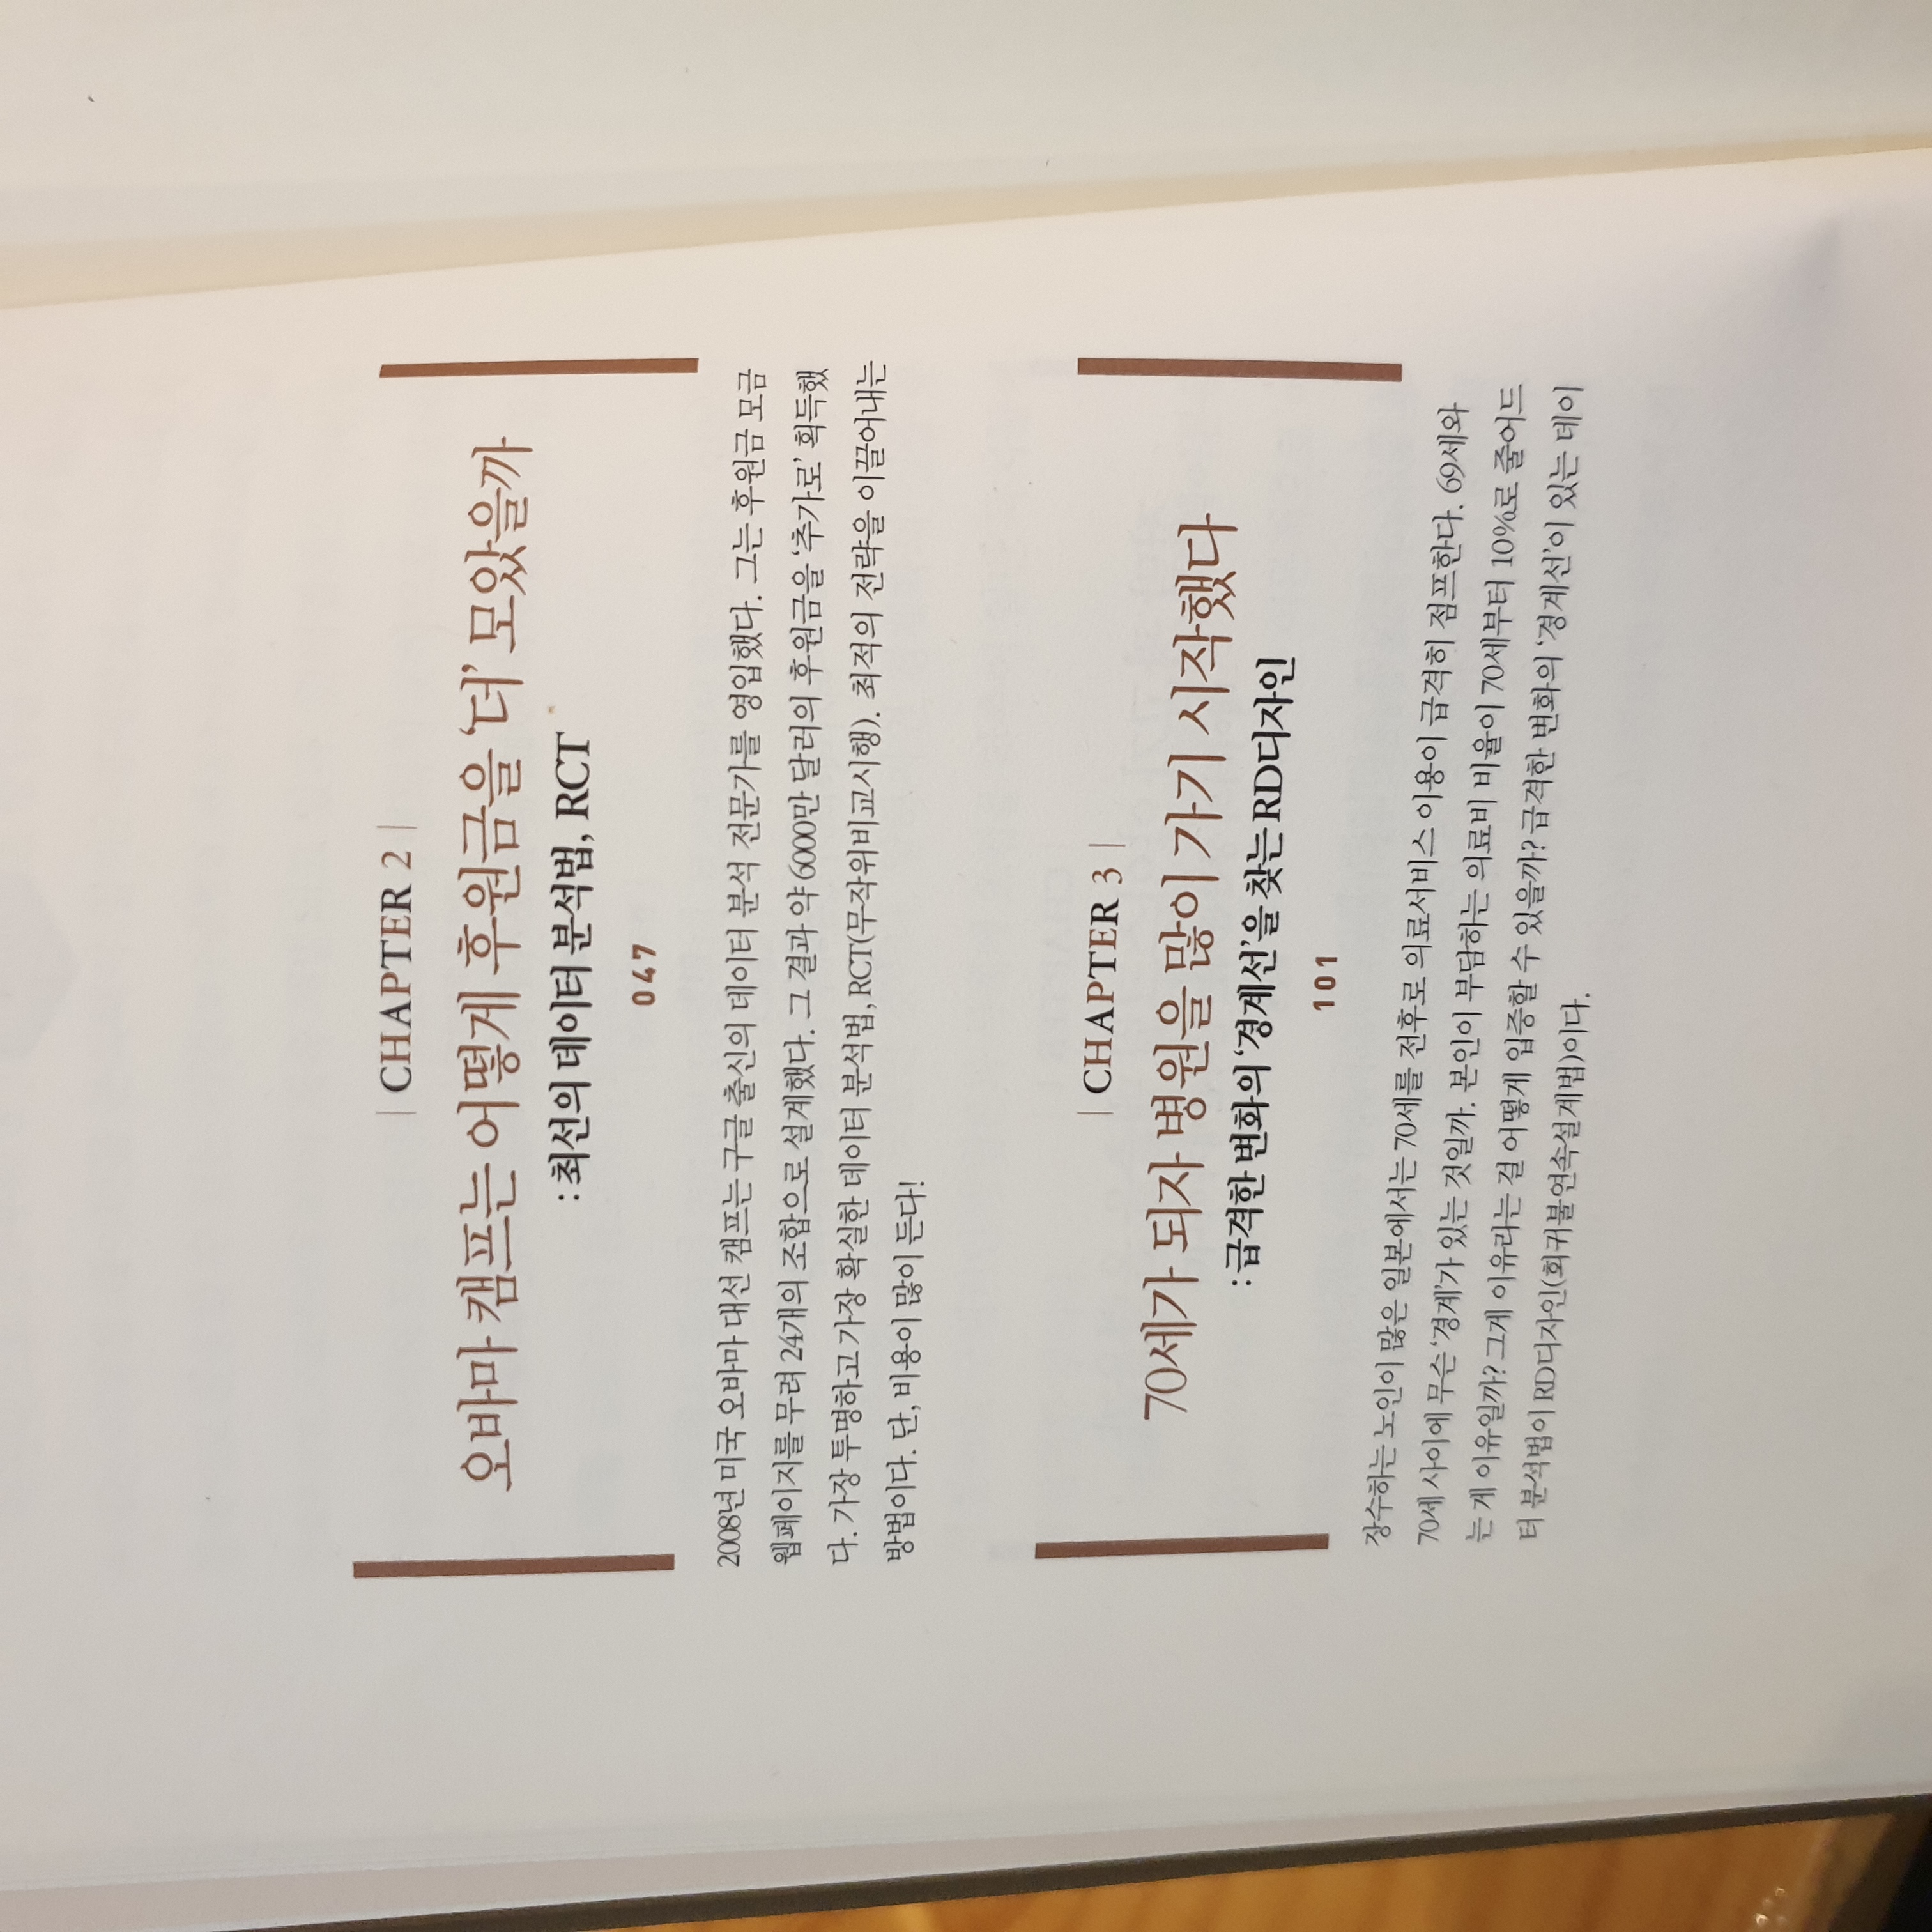 | CHAPTER 2 |
오바마 캠프는 어떻게 후원금을 ‘더’ 모았을까
: 최선의 데이터 분석법, RCT
047
2008년 미국 오바마 대선 캠프는 구글 출신의 데이터 분석 전문가를 영입했다. 그는 후원금 모금
웹페이지를 무려 24개의 조합으로 설계했다. 그 결과 약 6000만 달러의 후원금을 ‘추가로’ 획득했
다. 가장 투명하고 가장 확실한 데이터 분석법, RCT(무작위비교시행). 최적의 전략을 이끌어내는
방법이다. 단, 비용이 많이 든다!
| CHAPTER 3 |
70세가 되자 병원을 많이 가기 시작했다
: 급격한 변화의 ‘경계선’을 찾는 RD디자인
101
장수하는 노인이 많은 일본에서는 70세를 전후로 의료서비스 이용이 급격히 점프한다. 69세와
70세 사이에 무슨 ‘경계’가 있는 것일까. 본인이 부담하는 의료비 비율이 70세부터 10%로 줄어드
는 게 이유일까? 그게 이유라는 걸 어떻게 입증할 수 있을까? 급격한 변화의 ‘경계선’이 있는 데이
터 분석법이 RD디자인(회귀불연속설계법)이다.